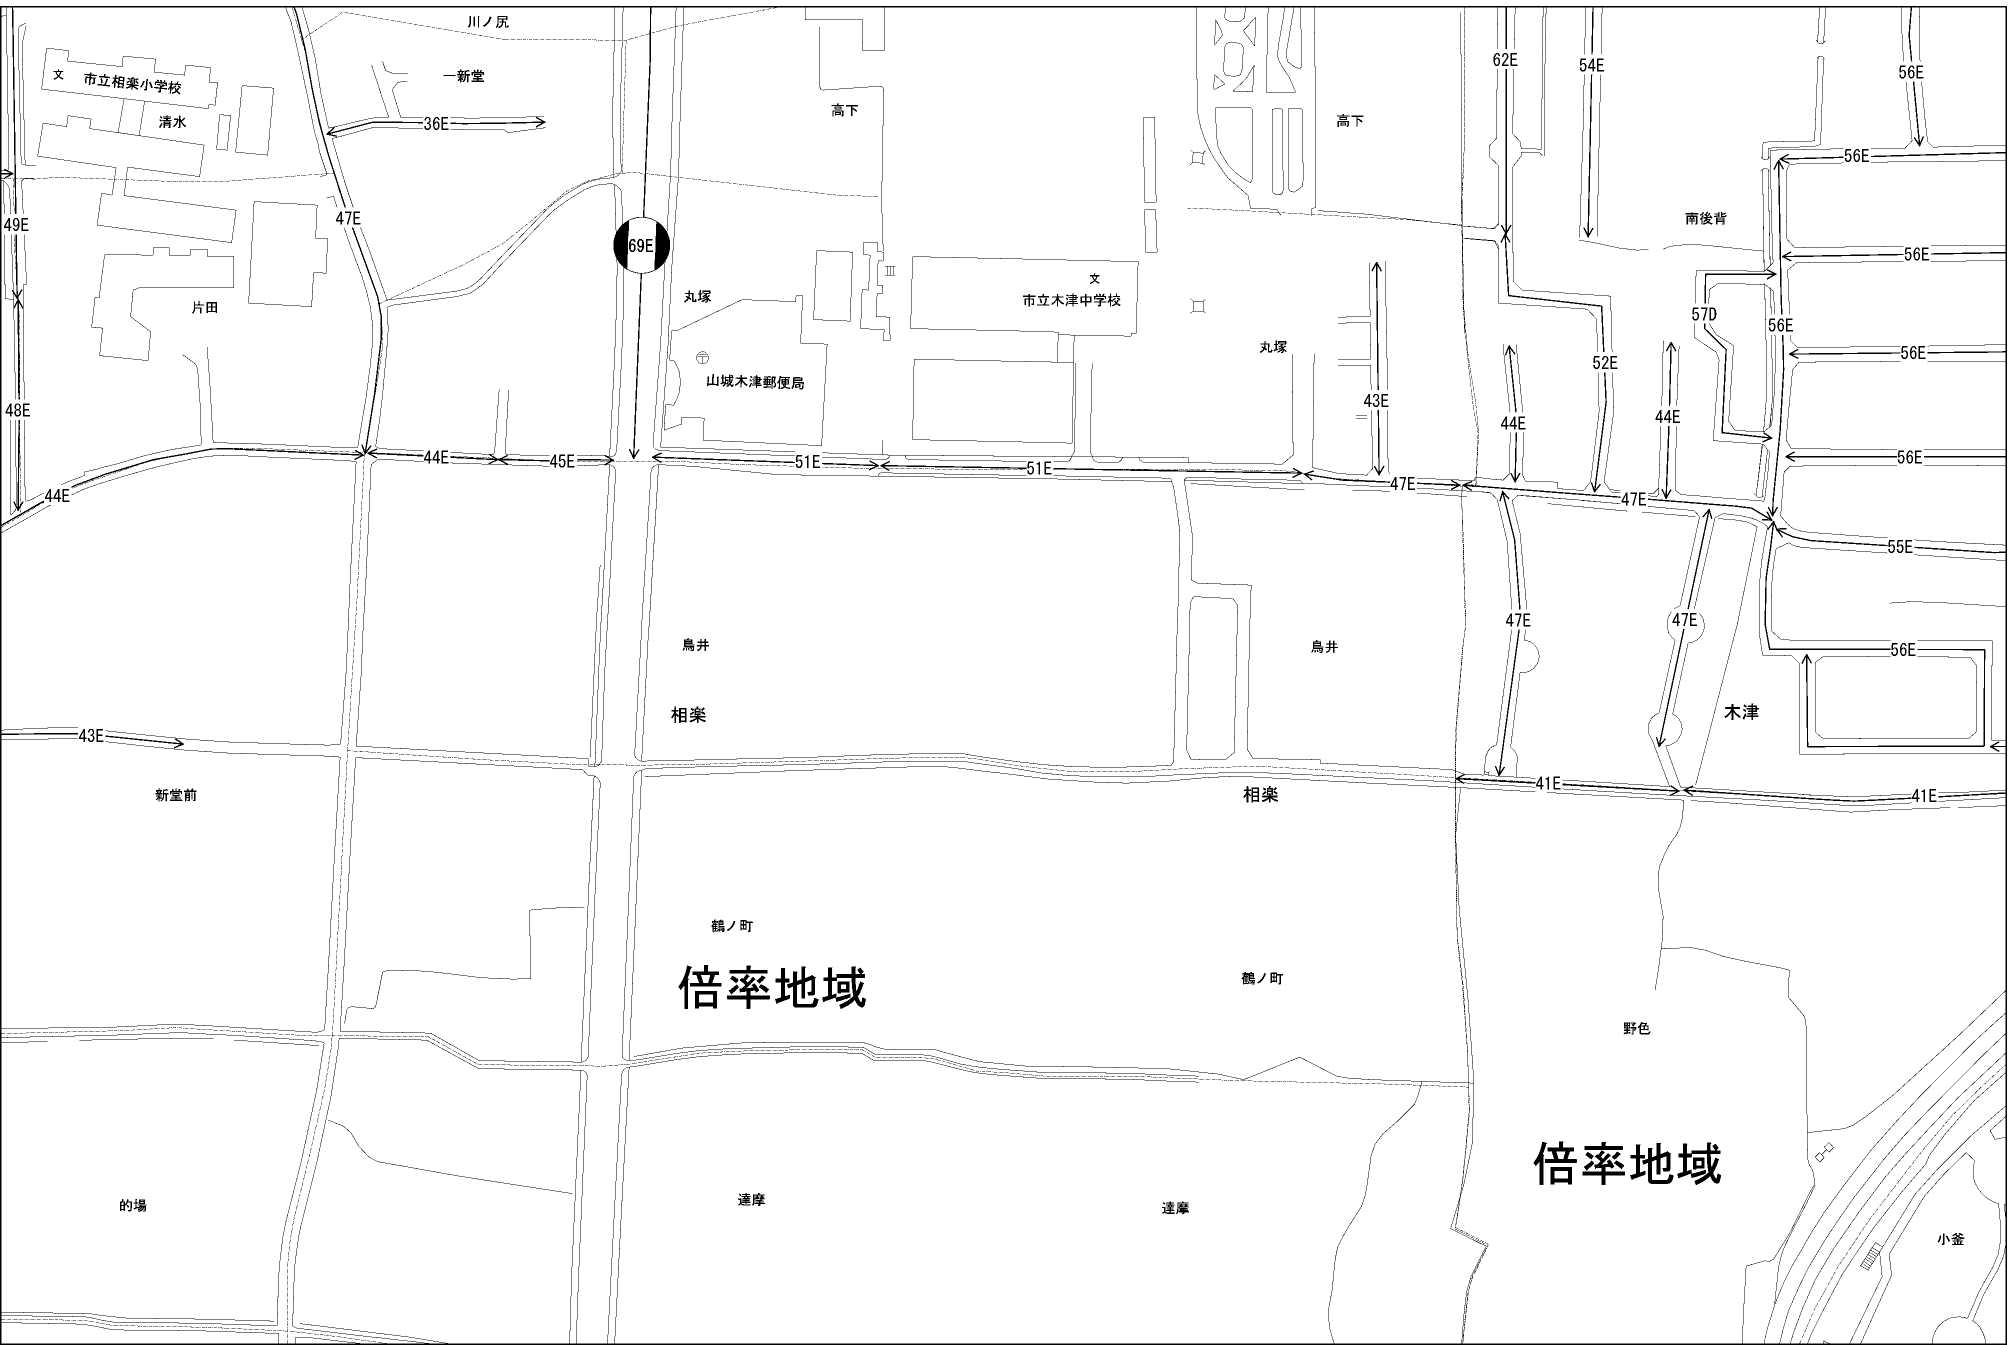 川ノ尻
62E
54E
56E
文
市立相楽小学校
一新堂
高下
高下
清水
36E
56E
49E
47E
69E
南後背
56E
文
市立木津中学校
片田
丸塚
57D
56E
丸塚
56E
52E
山城木津郵便局
48E
43E
44E
44E
44E
45E
51E
51E
56E
44E
47E
47E
55E
47E
47E
鳥井
鳥井
56E
相楽
木津
43E
新堂前
相楽
41E
41E
鶴ノ町
倍率地域
鶴ノ町
野色
倍率地域
的場
達摩
達摩
小釜